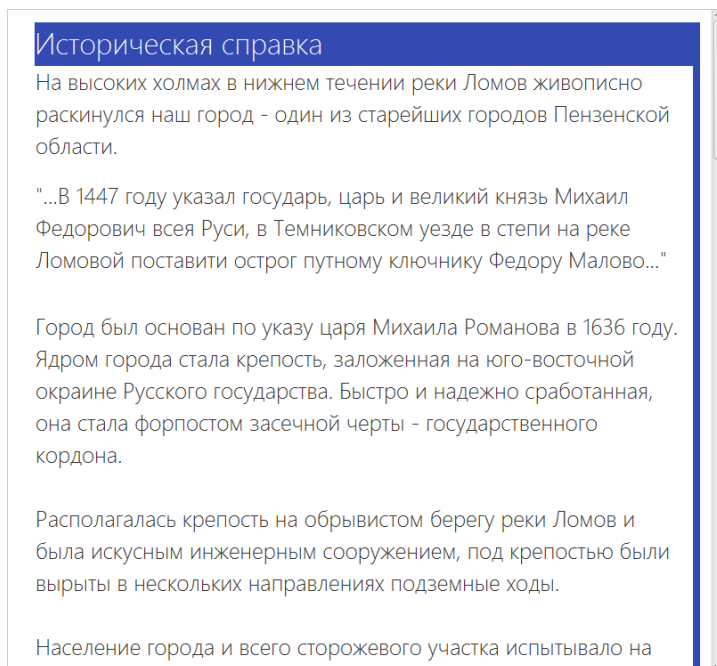 Историческая справка
На высоких холмах в нижнем течении реки Ломов живописно
раскинулся наш город - один из старейших городов Пензенской
области.
"...В 1447 году указал государь, царь и великий князь Михаил
Федорович всея Руси, в Темниковском уезде в степи на реке
Ломовой поставити острог путному ключнику Федору Малово..."
Город был основан по указу царя Михаила Романова в 1636 году.
Ядром города стала крепость, заложенная на юго-восточной
окраине Русского государства. Быстро и надежно сработанная,
она стала форпостом засечной черты - государственного
кордона.
Располагалась крепость на обрывистом берегу реки Ломов и
была искусным инженерным сооружением, под крепостью были
вырыты в нескольких направлениях подземные ходы.
Население города и всего сторожевого участка испытывало на